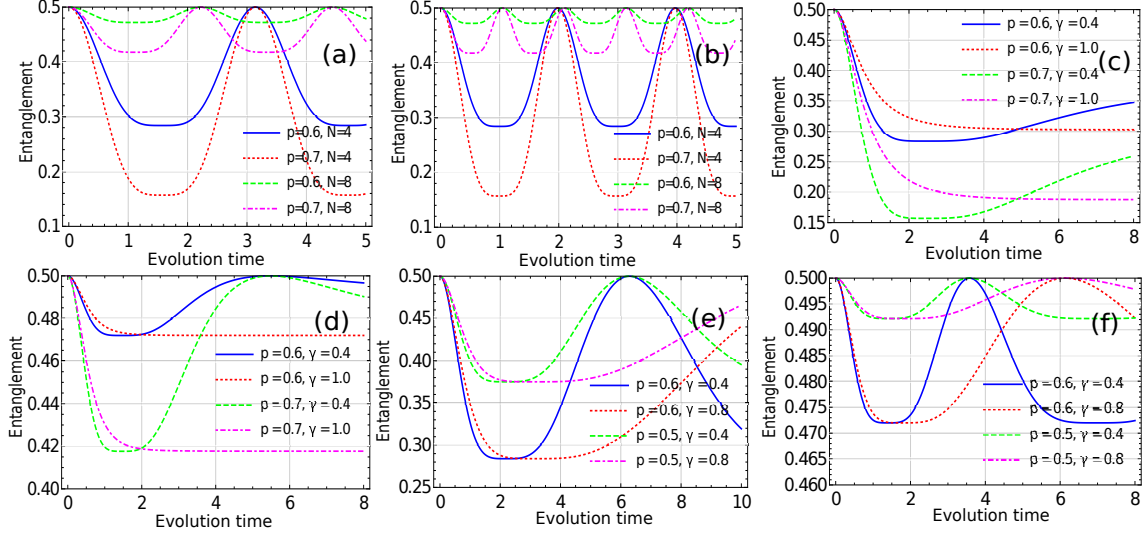 0.5
0.4
0.3
0.2
0.1
Entanglement
(a)
p=0.6, N=4
p=0.7, N=4
p=0.6, N=8
p=0.7, N=8
0 1 2 3 4 5
Evolution time
0.5
0.4
0.3
0.2
0.1
Entanglement
(b)
p=0.6, N=4
p=0.7, N=4
p=0.6, N=8
p=0.7, N=8
0 1 2 3 4 5
Evolution time
0.50
0.45
0.40
0.35
0.30
0.25
0.20
0.15
Entanglement
(c)
p=0.6, γ=0.4
p=0.6, γ=1.0
p=0.7, γ=0.4
p=0.7, γ=1.0
0 2 4 6 8
Evolution time
0.50
0.48
0.46
0.44
0.42
0.40
Entanglement
(d)
p=0.6, γ=0.4
p=0.6, γ=1.0
p=0.7, γ=0.4
p=0.7, γ=1.0
0 2 4 6 8
Evolution time
0.50
0.45
0.40
0.35
0.30
0.25
Entanglement
(e)
p=0.6, γ=0.4
p=0.6, γ=0.8
p=0.5, γ=0.4
p=0.5, γ=0.8
0 2 4 6 8 10
Evolution time
0.500
0.495
0.490
0.485
0.480
0.475
0.470
0.465
0.460
Entanglement
(f)
p=0.6, γ=0.4
p=0.6, γ=0.8
p=0.5, γ=0.4
p=0.5, γ=0.8
0 2 4 6 8
Evolution time